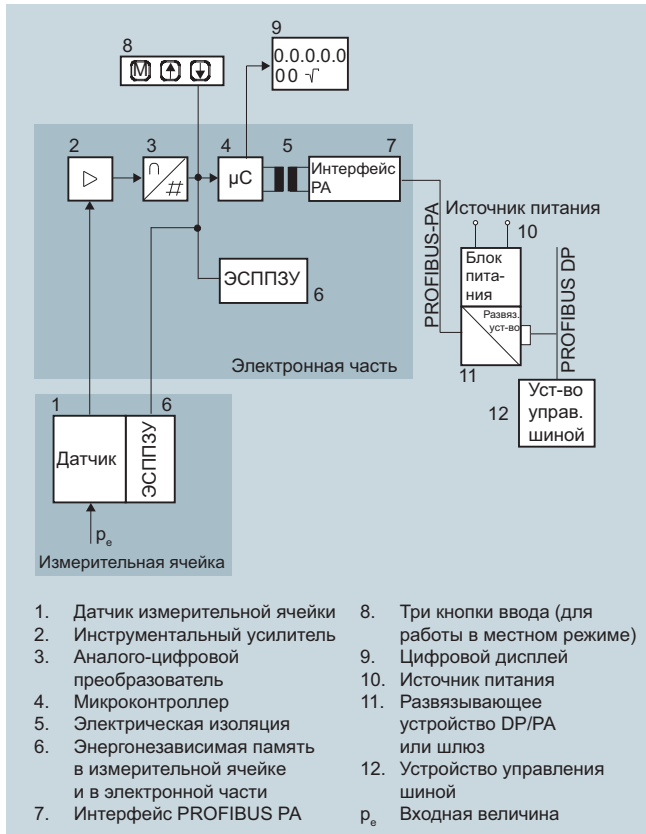 9
8
0.0.0.0.0
00 √
M
2
3
4
5
7
∩
#
µC
Интерфейс
PA
Источник питания
10
PROFIBUS-PA
Блок
пита-
ния
PROFIBUS DP
ЭСППЗУ
6
Развяз.
уст-во
Электронная часть
11
1
6
12
Уст-во
управ.
шиной
Датчик
ЭСППЗУ
pe
Измерительная ячейка
1. Датчик измерительной ячейки
2. Инструментальный усилитель
3. Аналого-цифровой
преобразователь
4. Микроконтроллер
5. Электрическая изоляция
6. Энергонезависимая память
в измерительной ячейке
и в электронной части
7. Интерфейс PROFIBUS PA
8. Три кнопки ввода (для
работы в местном режиме)
9. Цифровой дисплей
10. Источник питания
11. Развязывающее
устройство DP/PA
или шлюз
12. Устройство управления
шиной
pe Входная величина